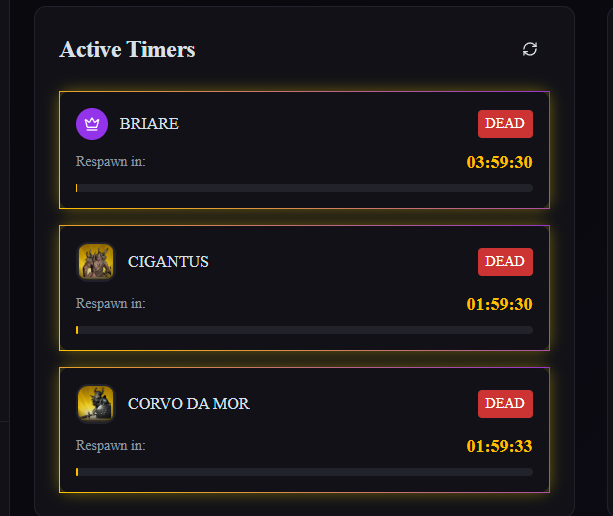 Active Timers
BRIARE
DEAD
Respawn in:
03:59:30
CIGANTUS
DEAD
Respawn in:
01:59:30
CORVO DA MOR
DEAD
Respawn in:
01:59:33